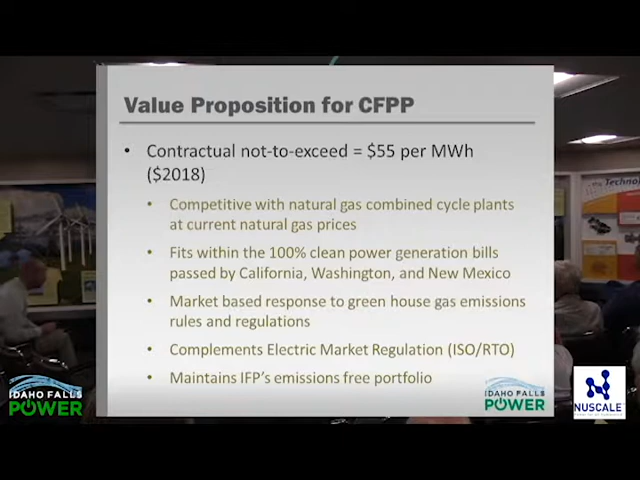 Value Proposition for CFPP
• Contractual not-to-exceed = $55 per MWh
($2018)
• Competitive with natural gas combined cycle plants
at current natural gas prices
• Fits within the 100% clean power generation bills
passed by California, Washington, and New Mexico
• Market based response to green house gas emissions
rules and regulations
• Complements Electric Market Regulation (ISO/RTO)
• Maintains IFP's emissions free portfolio
IDAHO FALLS
POWER
IDAHO FALLS
POWER
NUSCALE